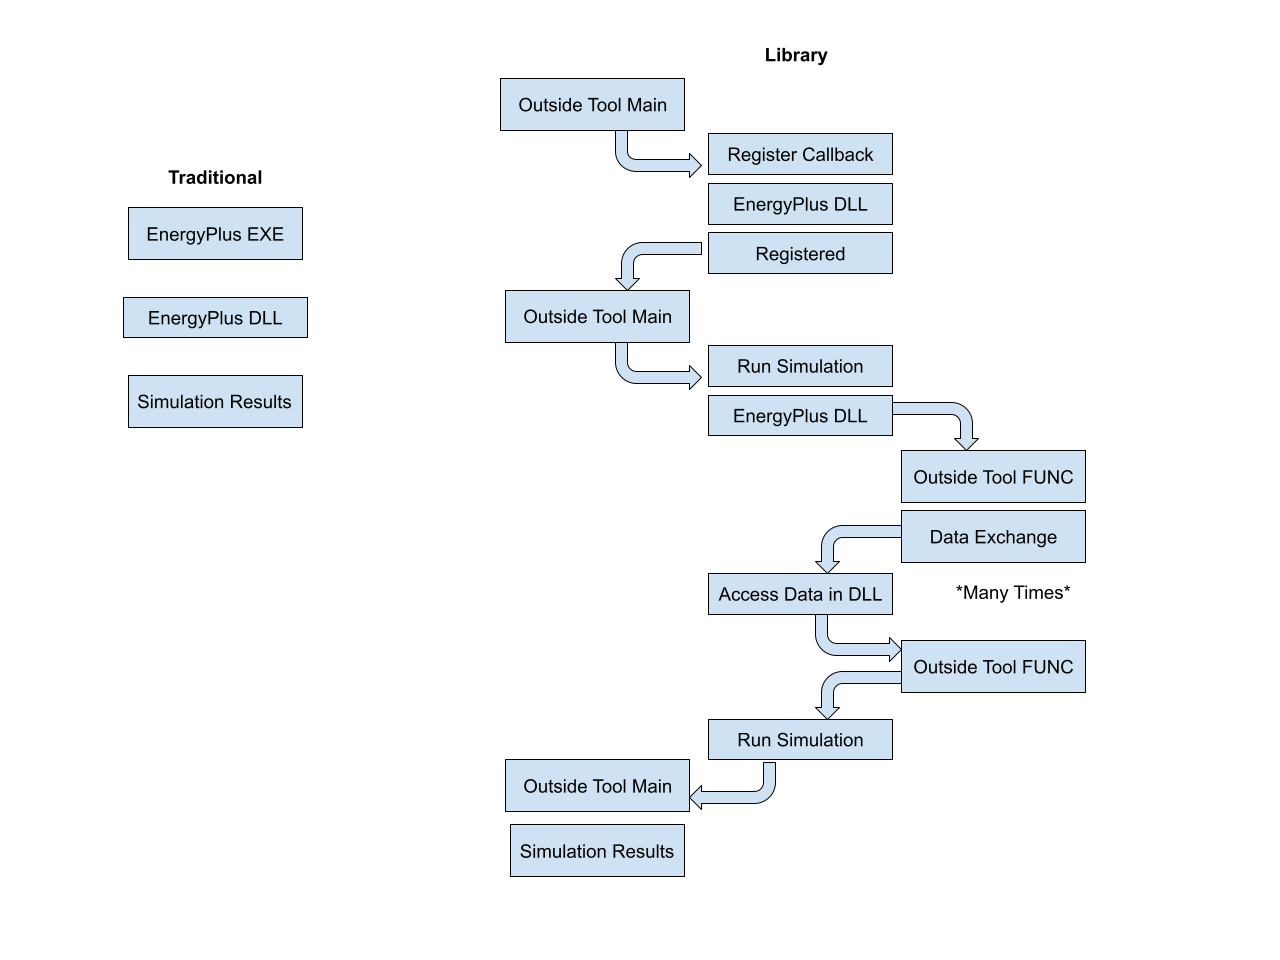 Traditional
EnergyPlus EXE
EnergyPlus DLL
Simulation Results
Library
Outside Tool Main
Register Callback
EnergyPlus DLL
Registered
Outside Tool Main
Run Simulation
EnergyPlus DLL
Outside Tool FUNC
Data Exchange
Access Data in DLL
*Many Times*
Outside Tool FUNC
Run Simulation
Outside Tool Main
Simulation Results